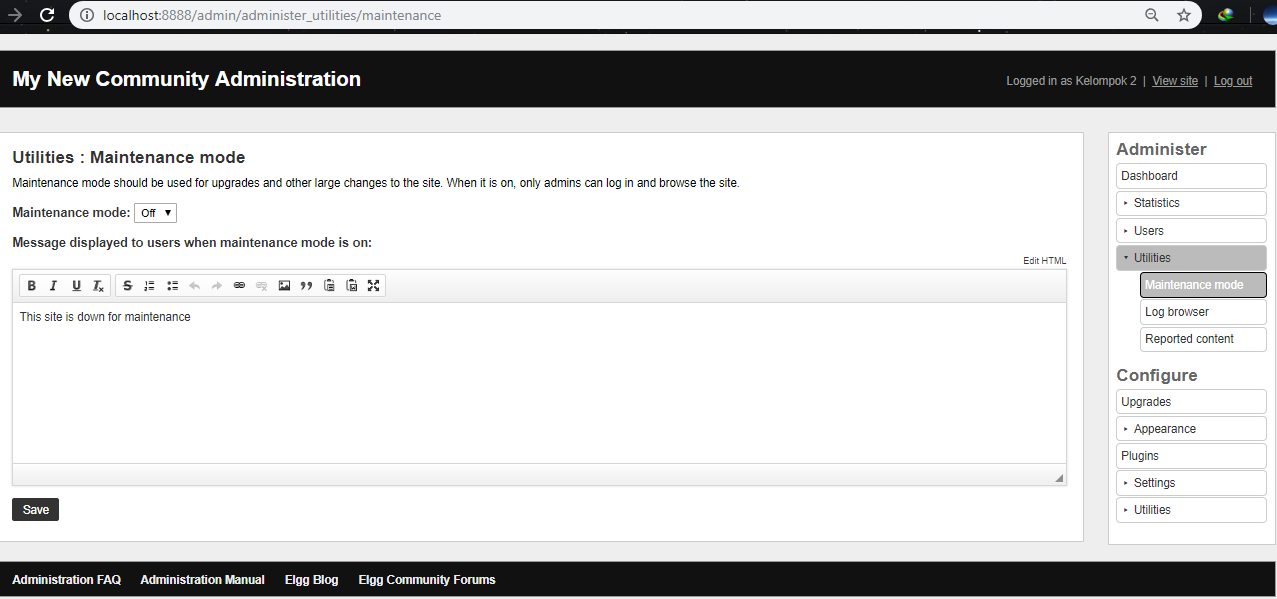 localhost:8888/admin/administer_utilities/maintenance
My New Community Administration
Logged in as Kelompok 2 | View site | Log out
Utilities : Maintenance mode
Maintenance mode should be used for upgrades and other large changes to the site. When it is on, only admins can log in and browse the site.
Maintenance mode: Off
Message displayed to users when maintenance mode is on:
Edit HTML
B I U Tx S
This site is down for maintenance
Save
Administer
Dashboard
Statistics
Users
Utilities
Maintenance mode
Log browser
Reported content
Configure
Upgrades
Appearance
Plugins
Settings
Utilities
Administration FAQ Administration Manual Elgg Blog Elgg Community Forums